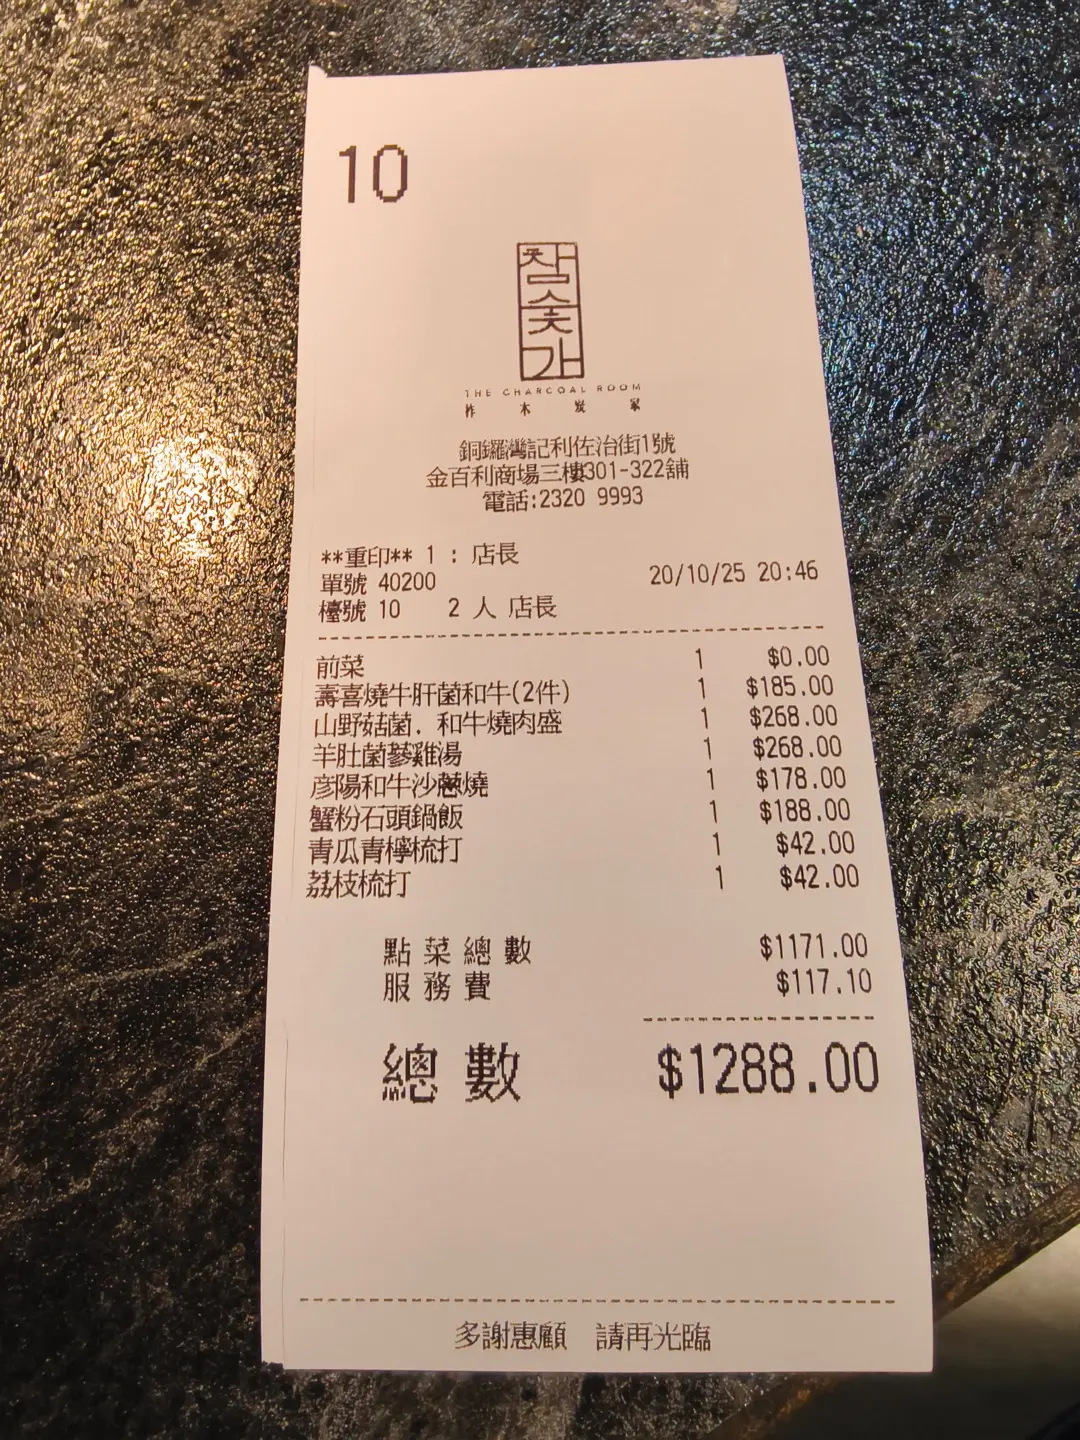 10
참숯가
THE CHARCOAL ROOM
柞木炭家
銅鑼灣記利佐治街1號
金百利商場三樓301-322舖
電話:2320 9993
**重印** 1 : 店長
單號 40200 20/10/25 20:46
檯號 10 2 人 店長
前菜 1 $0.00
壽喜燒牛肝菌和牛(2件) 1 $185.00
山野菇菌. 和牛燒肉盛 1 $268.00
羊肚菌蔘雞湯 1 $268.00
彦陽和牛沙蔥燒 1 $178.00
蟹粉石頭鍋飯 1 $188.00
青瓜青檸梳打 1 $42.00
荔枝梳打 1 $42.00
點菜總數 $1171.00
服務費 $117.10
總數 $1288.00
多謝惠顧 請再光臨